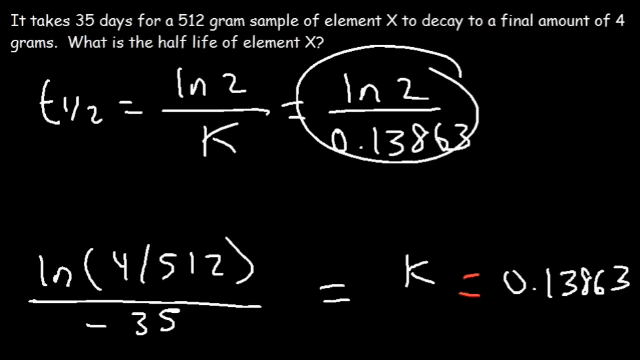 It takes 35 days for a 512 gram sample of element X to decay to a final amount of 4
grams. What is the half life of element X?
t1/2 = ln 2 / K = ln 2 / 0.13863
ln(4/512) / -35 = K = 0.13863